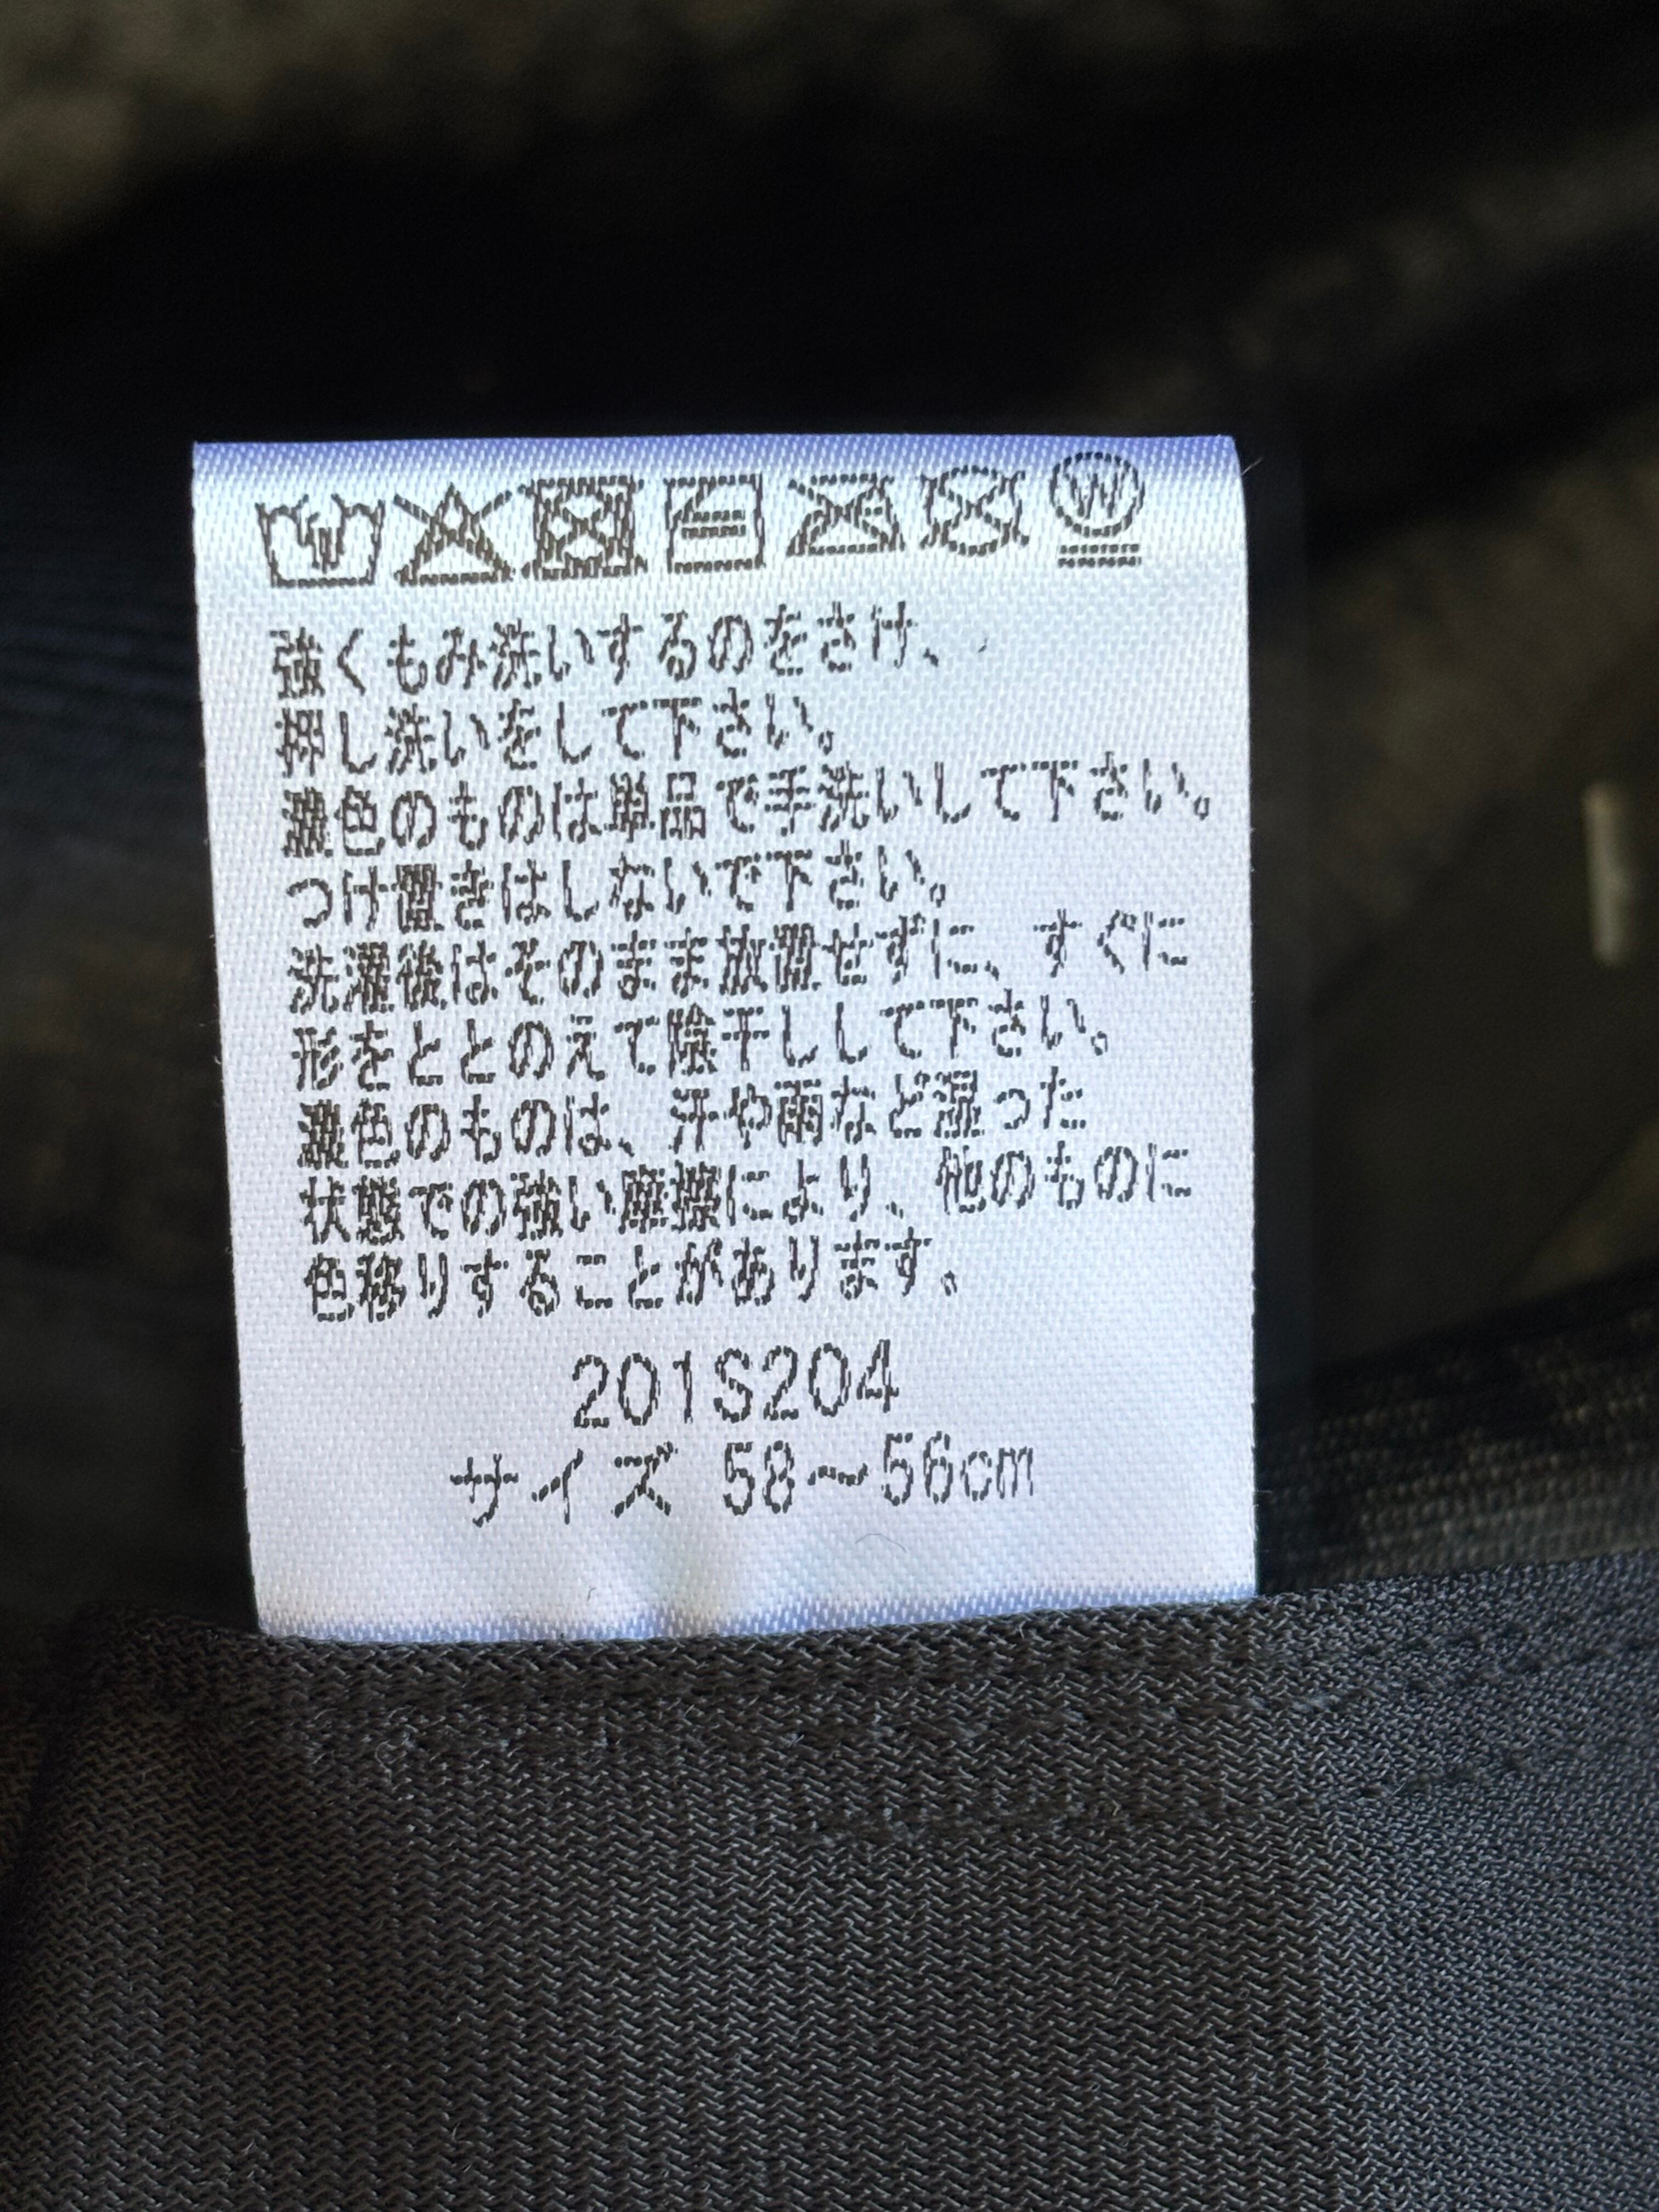 強くもみ洗いするのをさけ、
押し洗いをして下さい。
濃色のものは単品で手洗いして下さい。
つけ置きはしないで下さい。
洗濯後はそのまま放置せずに、すぐに
形をととのえて陰干しして下さい。
濃色のものは、汗や雨など湿った
状態での強い摩擦により、他のものに
色移りすることがあります。
201S204
サイズ 58〜56cm